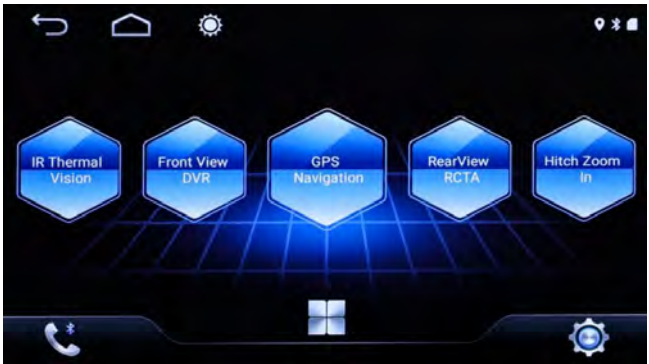 IR Thermal
Vision
Front View
DVR
GPS
Navigation
RearView
RCTA
Hitch Zoom
In